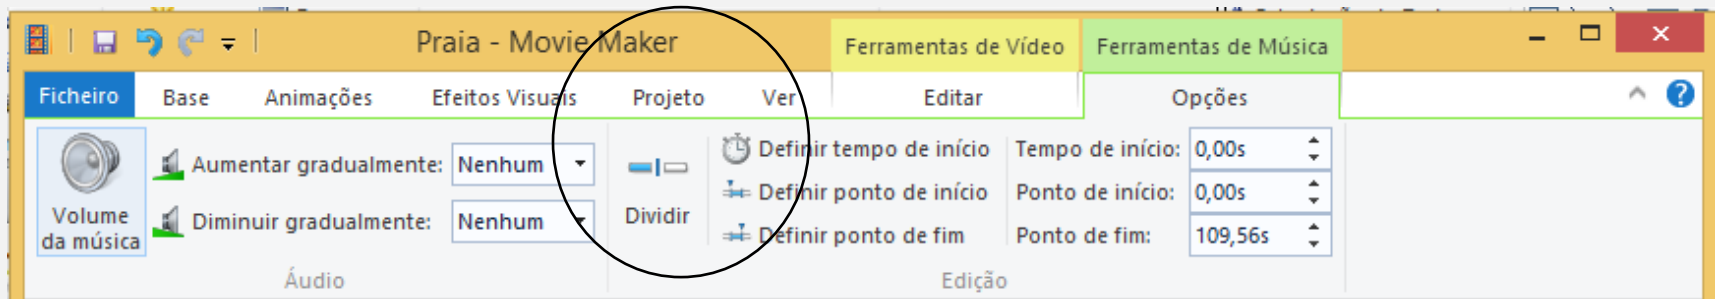 Praia - Movie Maker
Ferramentas de Vídeo
Ferramentas de Música
Ficheiro
Base
Animações
Efeitos Visuais
Projeto
Ver
Editar
Opções
Volume
da música
Aumentar gradualmente: Nenhum
Diminuir gradualmente: Nenhum
Áudio
Dividir
Definir tempo de início
Definir ponto de início
Definir ponto de fim
Tempo de início: 0,00s
Ponto de início: 0,00s
Ponto de fim: 109,56s
Edição